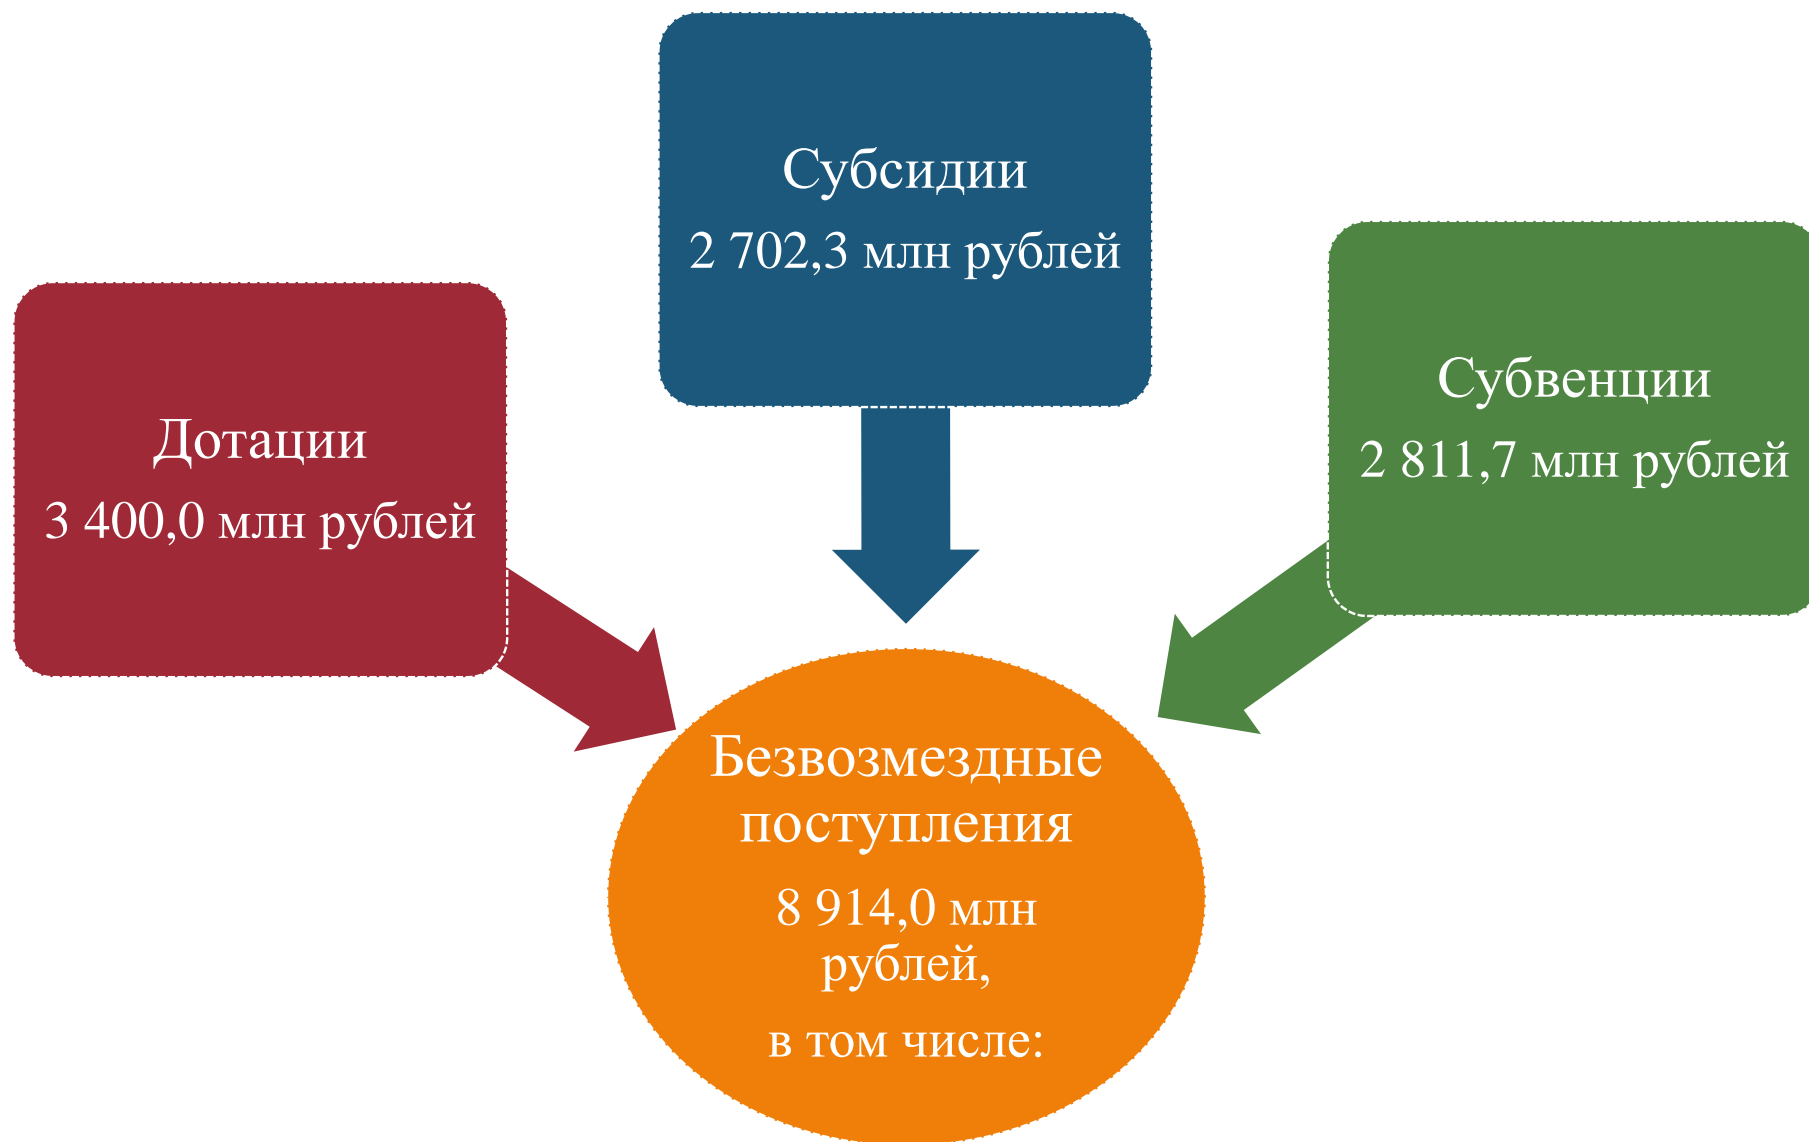 Субсидии
2 702,3 млн рублей
Субвенции
2 811,7 млн рублей
Дотации
3 400,0 млн рублей
Безвозмездные
поступления
8 914,0 млн
рублей,
в том числе: